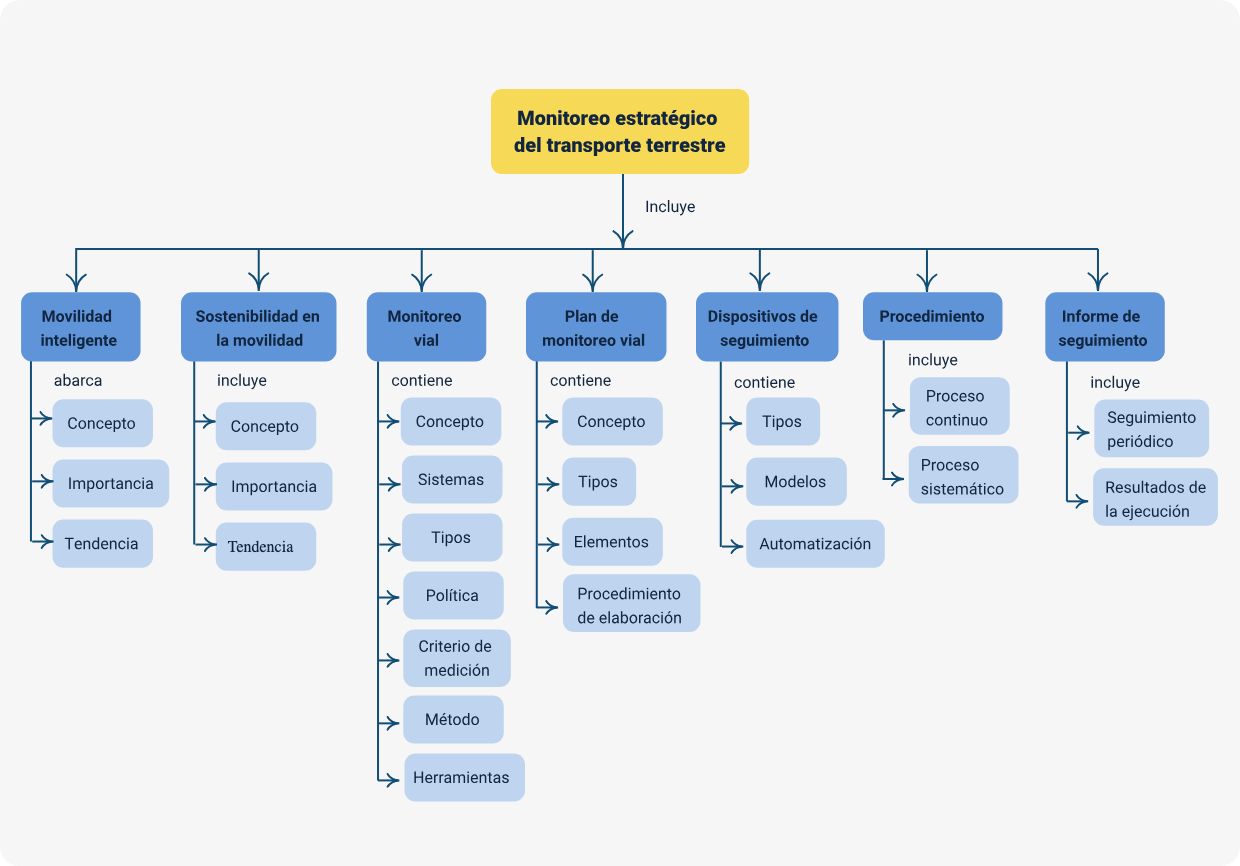 Monitoreo estratégico
del transporte terrestre
Incluye
Movilidad
inteligente
abarca
Concepto
Importancia
Tendencia
Sostenibilidad en
la movilidad
incluye
Concepto
Importancia
Tendencia
Monitoreo
vial
contiene
Concepto
Sistemas
Tipos
Política
Criterio de
medición
Método
Herramientas
Plan de
monitoreo vial
contiene
Concepto
Tipos
Elementos
Procedimiento
de elaboración
Dispositivos de
seguimiento
contiene
Tipos
Modelos
Automatización
Procedimiento
incluye
Proceso
continuo
Proceso
sistemático
Informe de
seguimiento
incluye
Seguimiento
periódico
Resultados de
la ejecución